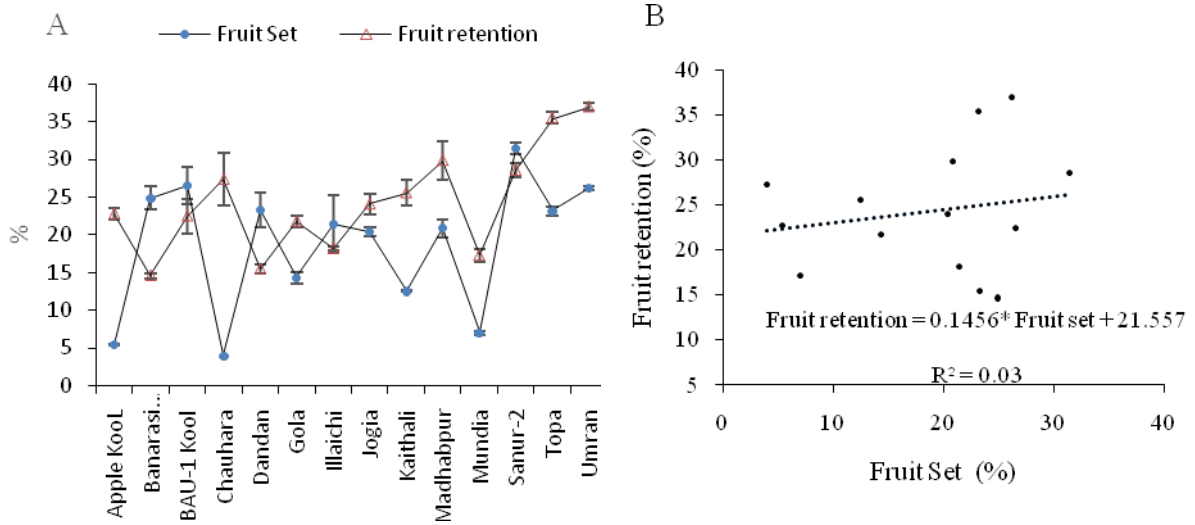 A
Fruit Set
Fruit retention
%
40
35
30
25
20
15
10
5
0
Apple KooL
Banarasi...
BAU-1 Kool
Chauhara
Dandan
Gola
Illaichi
Jogia
Kaithali
Madhabpur
Mundia
Sanur-2
Topa
Umran
B
Fruit retention (%)
40
35
30
25
20
15
10
5
Fruit retention = 0.1456* Fruit set + 21.557
R² = 0.03
0
10
20
30
40
Fruit Set (%)